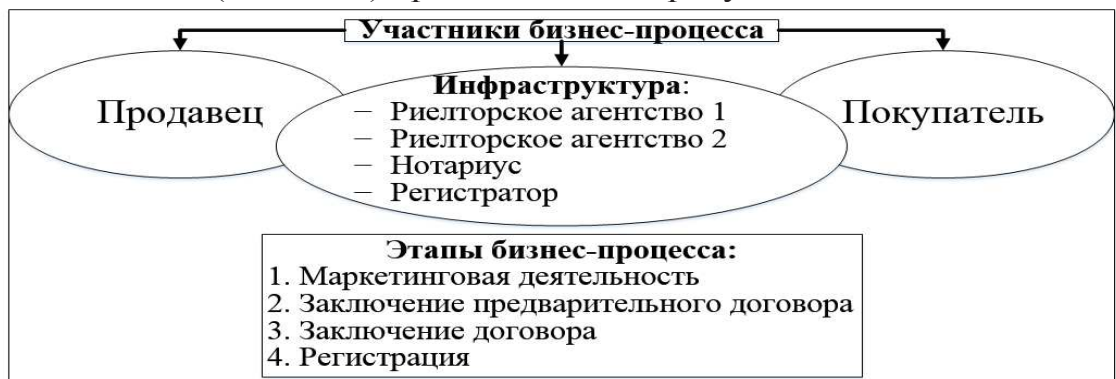 Участники бизнес-процесса
Продавец
Инфраструктура:
– Риелторское агентство 1
– Риелторское агентство 2
– Нотариус
– Регистратор
Покупатель
Этапы бизнес-процесса:
1. Маркетинговая деятельность
2. Заключение предварительного договора
3. Заключение договора
4. Регистрация